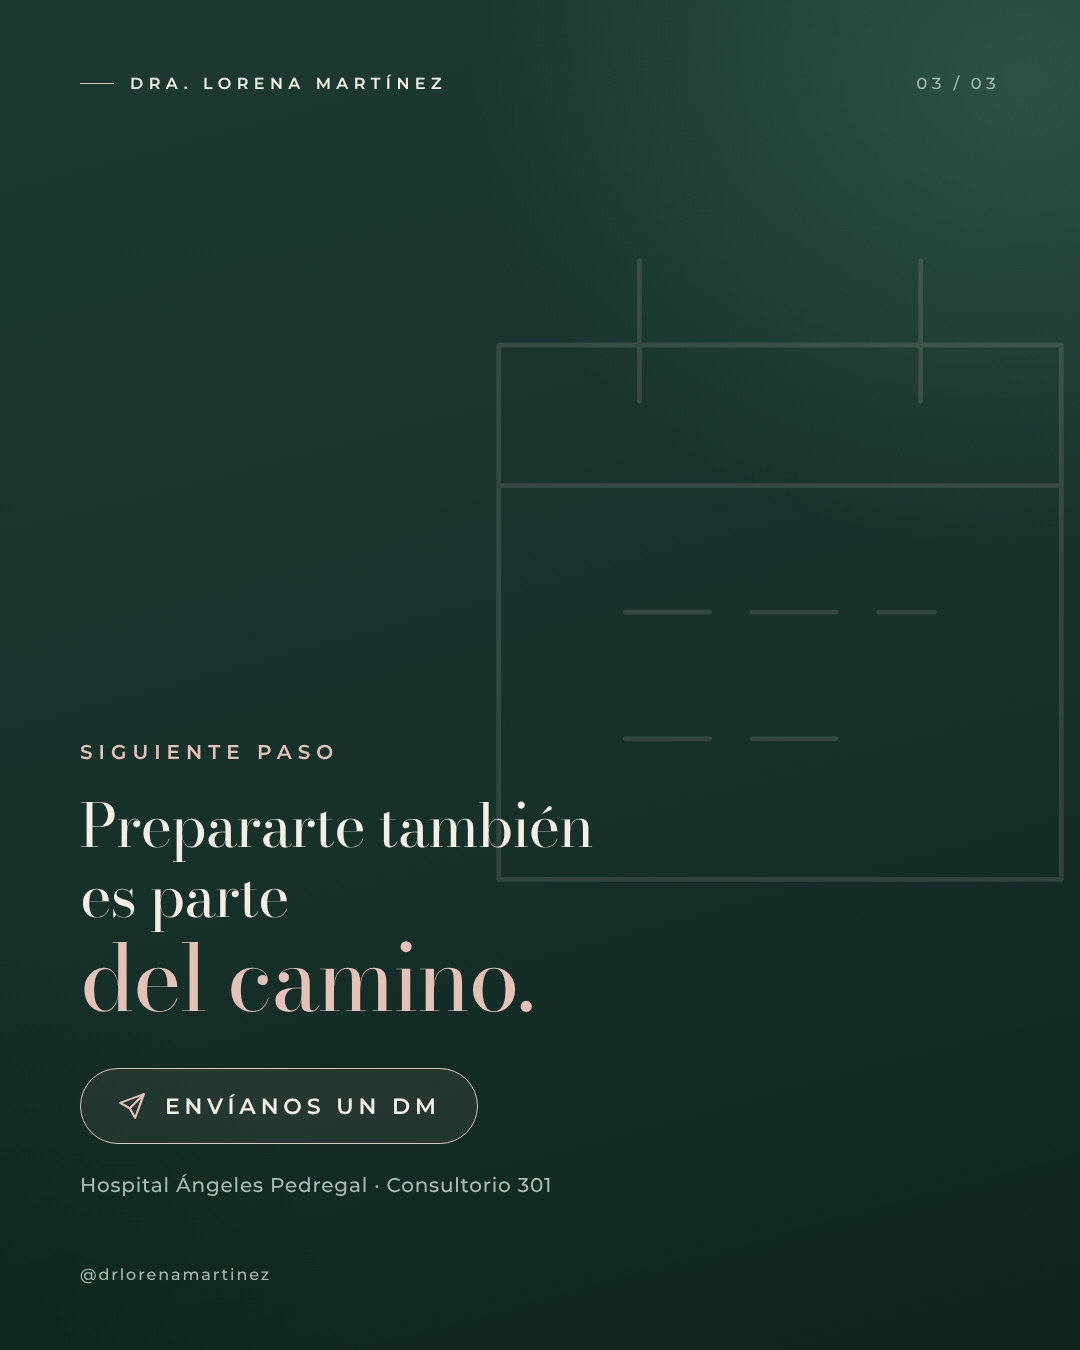 DRA. LORENA MARTÍNEZ
03 / 03
SIGUIENTE PASO
Prepararte también
es parte
del camino.
ENVÍANOS UN DM
Hospital Ángeles Pedregal · Consultorio 301
@drlorenamartinez